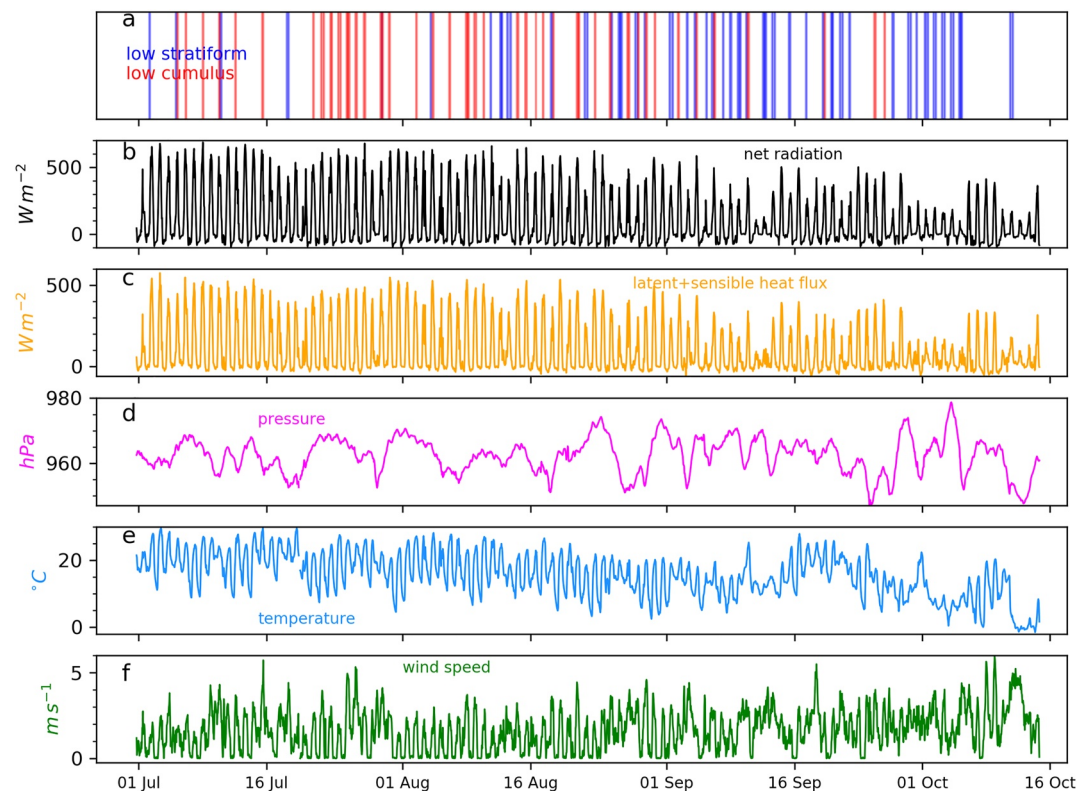 a
low stratiform
low cumulus
b
net radiation
500
0
W m⁻²
c
latent+sensible heat flux
500
0
W m⁻²
d
pressure
980
960
hPa
e
temperature
20
0
°C
f
wind speed
5
0
m s⁻¹
01 Jul 16 Jul 01 Aug 16 Aug 01 Sep 16 Sep 01 Oct 16 Oct